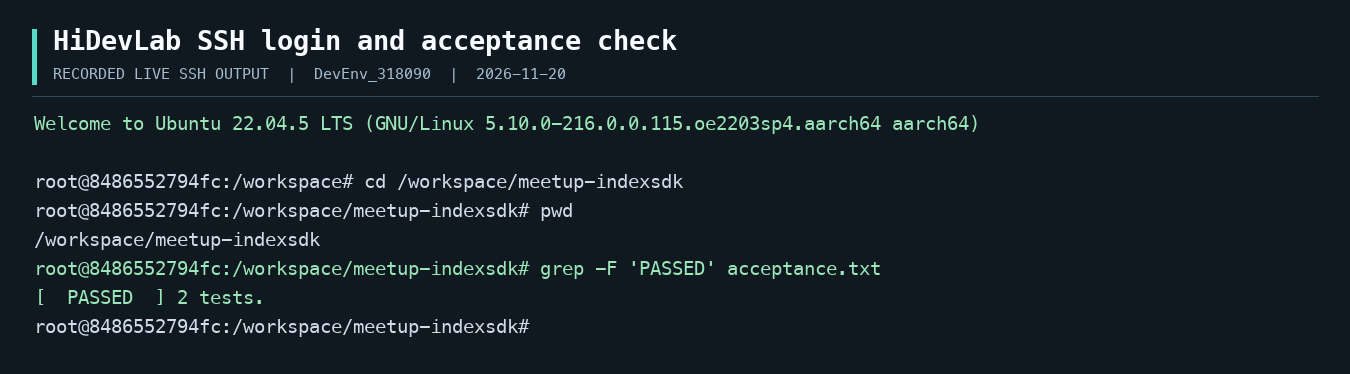 HiDevLab SSH login and acceptance check
RECORDED LIVE SSH OUTPUT | DevEnv_318090 | 2026-11-20
Welcome to Ubuntu 22.04.5 LTS (GNU/Linux 5.10.0-216.0.0.115.oe2203sp4.aarch64 aarch64)
root@8486552794fc:/workspace# cd /workspace/meetup-indexsdk
root@8486552794fc:/workspace/meetup-indexsdk# pwd
/workspace/meetup-indexsdk
root@8486552794fc:/workspace/meetup-indexsdk# grep -F 'PASSED' acceptance.txt
[  PASSED  ] 2 tests.
root@8486552794fc:/workspace/meetup-indexsdk#